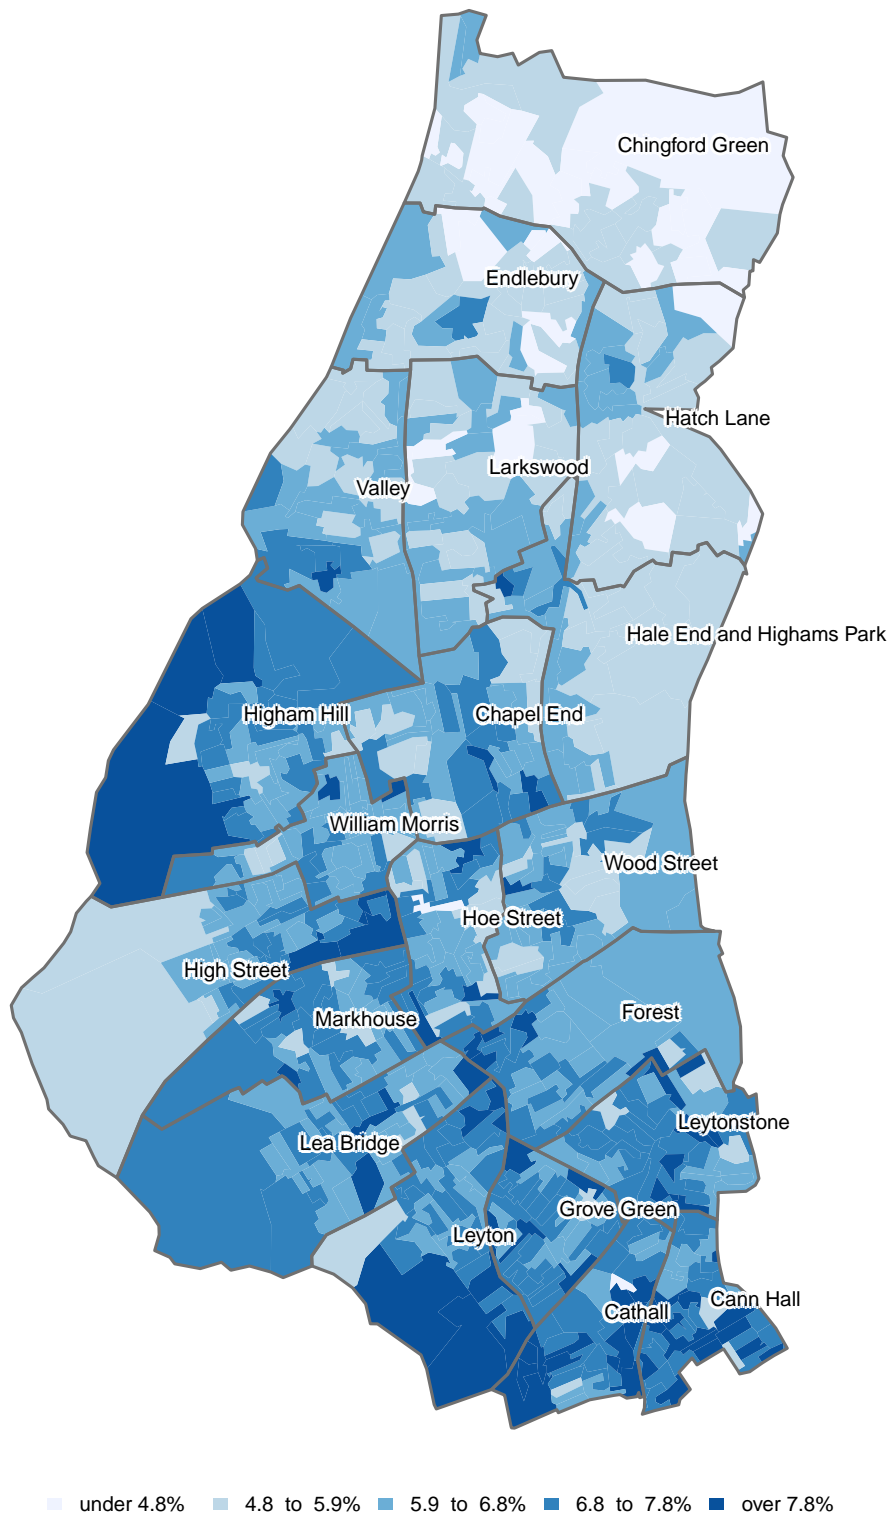 Chingford Green
Endlebury
Hatch Lane
Larkswood
Valley
Hale End and Highams Park
Higham Hill
Chapel End
William Morris
Wood Street
Hoe Street
High Street
Forest
Markhouse
Leytonstone
Lea Bridge
Grove Green
Leyton
Cann Hall
Cathall
under 4.8% 4.8 to 5.9% 5.9 to 6.8% 6.8 to 7.8% over 7.8%